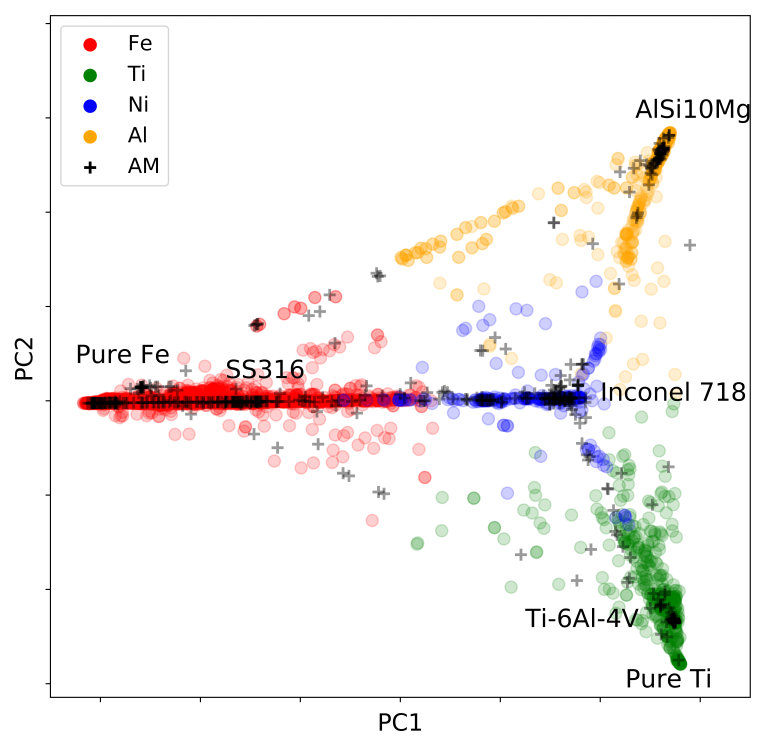 Fe
Ti
Ni
Al
AM
AlSi10Mg
Pure Fe
SS316
Inconel 718
Ti-6Al-4V
Pure Ti
PC2
PC1